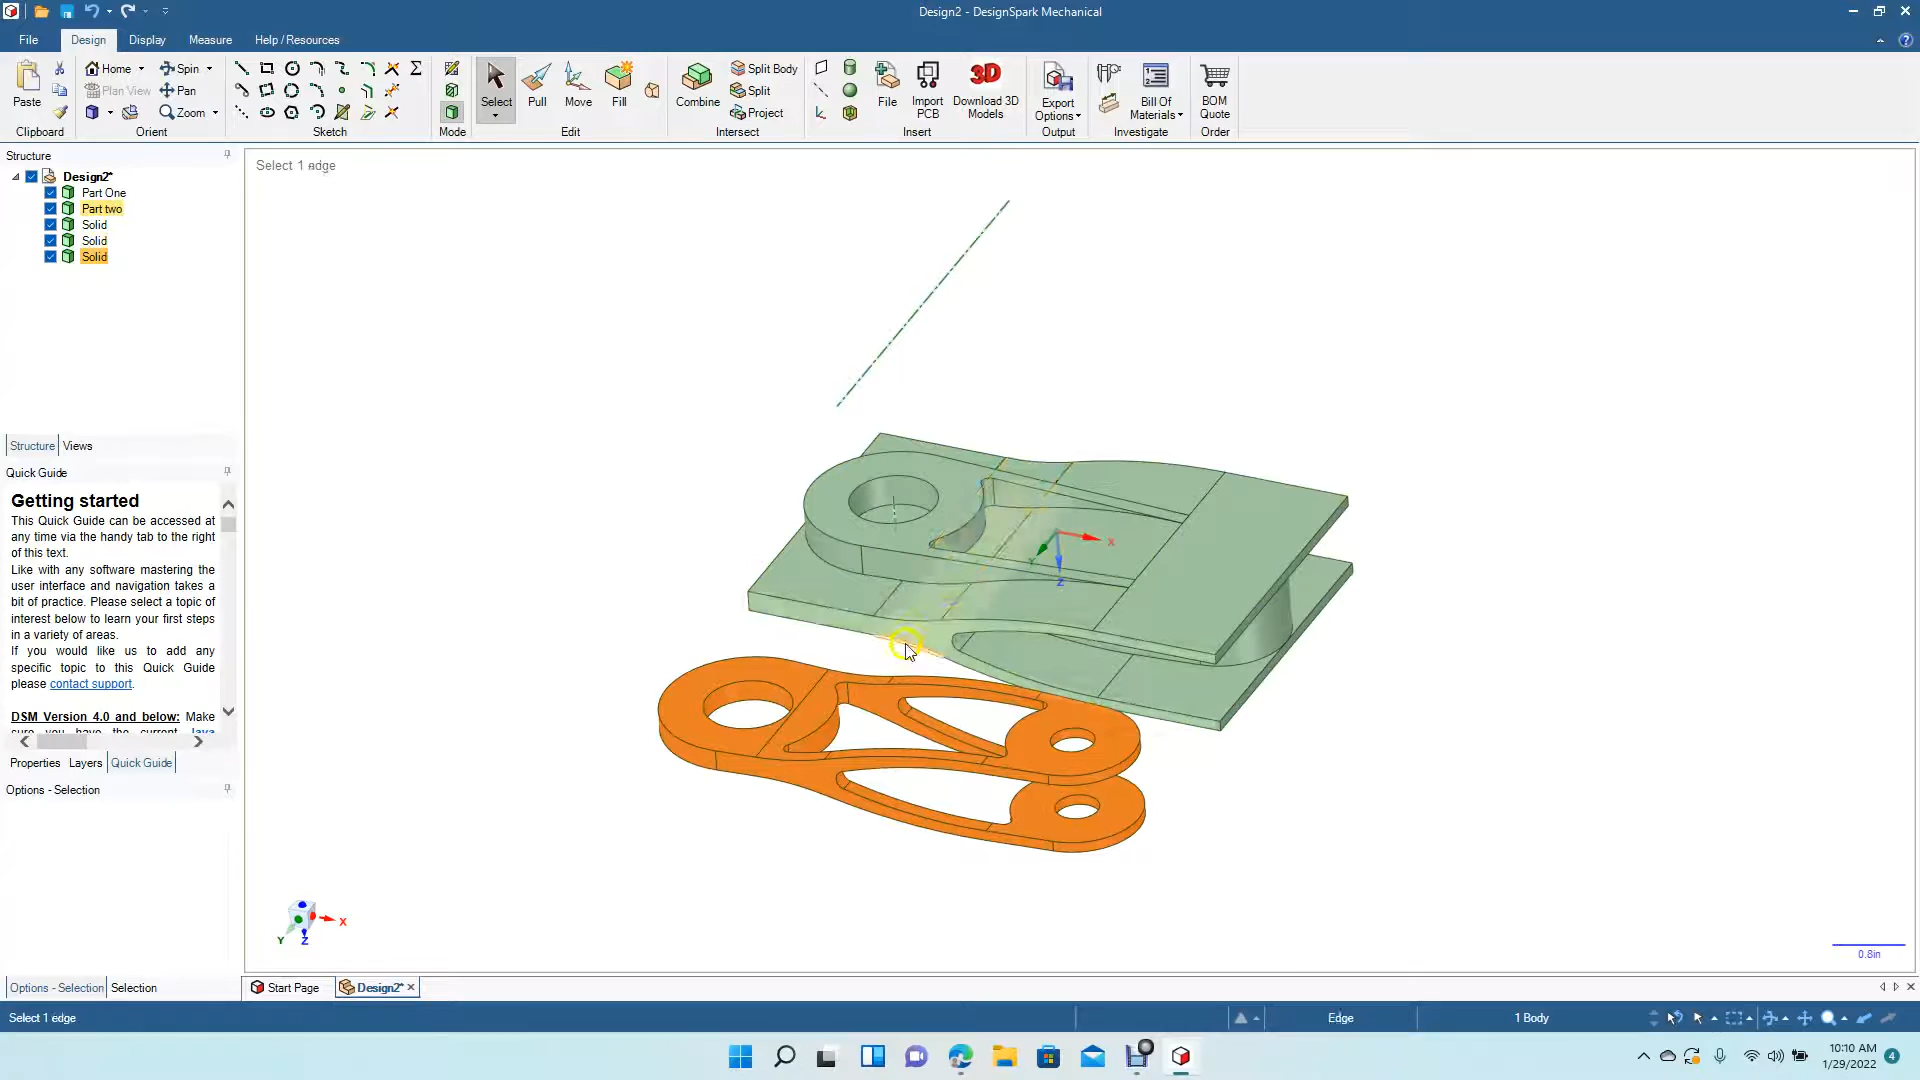 Design2 - DesignSpark Mechanical
File Design Display Measure Help / Resources
Paste Home Spin Plan View Pan Zoom Select Pull Move Fill Combine Split Body Split Project File Import PCB Download 3D Models 3D Export Options Bill Of Materials BOM Quote
Clipboard Orient Sketch Mode Edit Intersect Insert Output Investigate Order
Structure
Select 1 edge
Design2*
Part One
Part two
Solid
Solid
Solid
X
Y
Z
Structure Views
Quick Guide
Getting started
This Quick Guide can be accessed at
any time via the handy tab to the right
of this text.
Like with any software mastering the
user interface and navigation takes a
bit of practice. Please select a topic of
interest below to learn your first steps
in a variety of areas.
If you would like us to add any
specific topic to this Quick Guide
please contact support.
DSM Version 4.0 and below: Make
sure you have the current Java
Properties Layers Quick Guide
Options - Selection
X
Y Z
0.8in
Options - Selection Selection Start Page Design2*
Select 1 edge Edge 1 Body
10:10 AM
1/29/2022 4